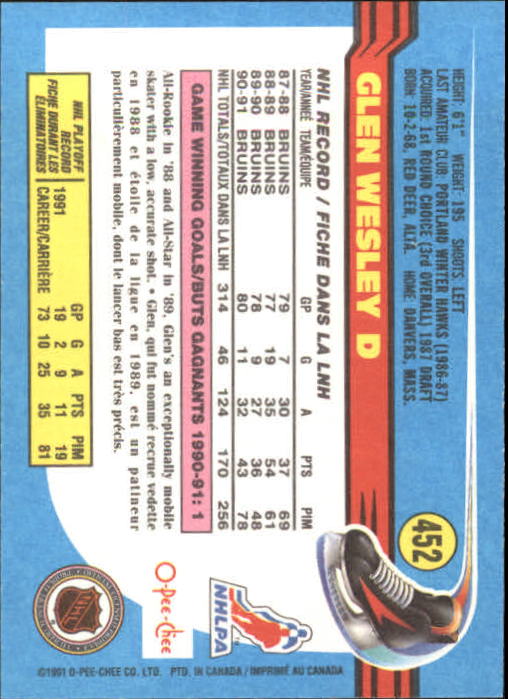 452
HEIGHT: 6'1" WEIGHT: 195 SHOOTS LEFT
LAST AMATEUR CLUB: PORTLAND WINTER HAWKS (1986-87)
ACQUIRED: 1st ROUND CHOICE (3rd OVERALL) 1987 DRAFT
BORN: 10-2-68, RED DEER, ALTA. HOME: DANVERS, MASS.
GLEN WESLEY D
NHL RECORD / FICHE DANS LA LNH
YEAR/ANNÉE TEAM/ÉQUIPE GP G A PTS PIM
87-88 BRUINS 79 7 30 37 69
88-89 BRUINS 77 19 35 54 61
89-90 BRUINS 78 9 27 36 48
90-91 BRUINS 80 11 32 43 78
NHL TOTALS/TOTAUX DANS LA LNH 314 46 124 170 256
GAME WINNING GOALS/BUTS GAGNANTS 1990-91: 1
All-Rookie in '88 and All-Star in '89, Glen's an exceptionally mobile
skater with a low, accurate shot. • Glen, qui fut nommé recrue vedette
en 1988 et étoile de la ligue en 1989, est un patineur
particulièrement mobile, dont le lancer bas est très précis.
NHL PLAYOFF
RECORD
FICHE DURANT LES
ÉLIMINATOIRES
GP G A PTS PIM
1991 19 2 9 11 19
CAREER/CARRIÈRE 73 10 25 35 81
NHLPA
O-Pee-Chee
NHL
©1991 O-PEE-CHEE CO. LTD. PTD. IN CANADA / IMPRIMÉ AU CANADA